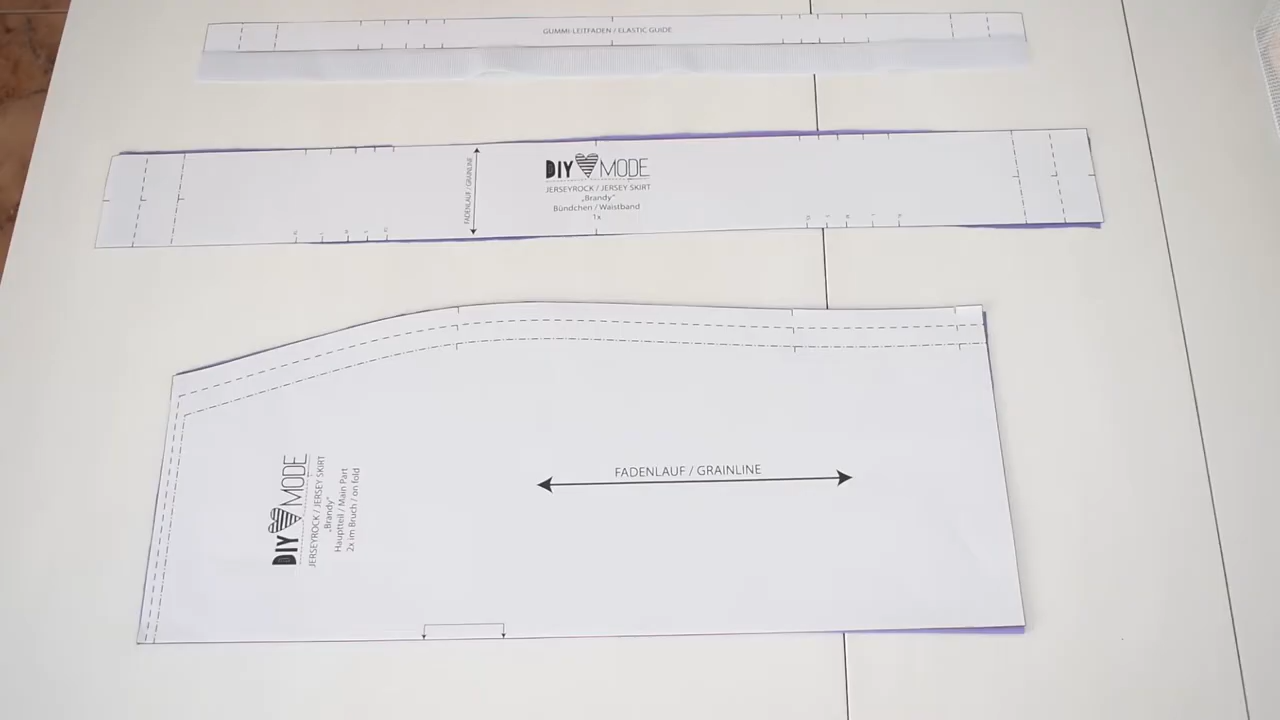 GUMMI-LEITFADEN / ELASTIC GUIDE
FADENLAUF / GRAINLINE
DIY MODE
JERSEYROCK / JERSEY SKIRT
„Brandy"
Bündchen / Waistband
1x
DIY MODE
JERSEYROCK / JERSEY SKIRT
„Brandy"
Hauptteil / Main Part
2x im Bruch / on fold
FADENLAUF / GRAINLINE